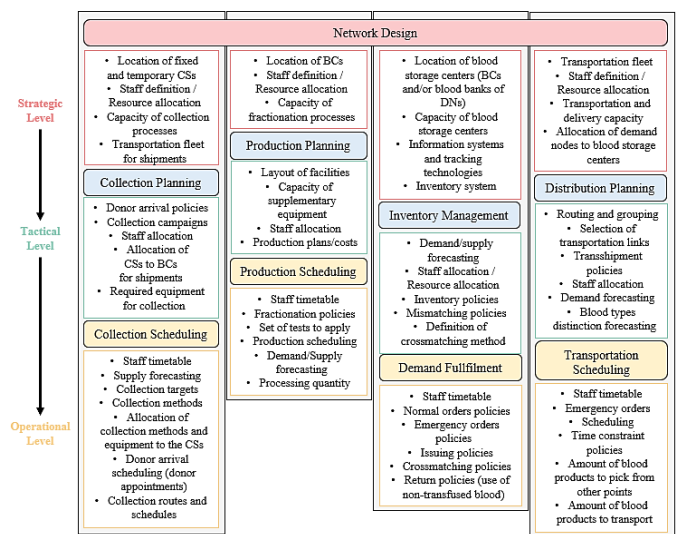 Network Design
Strategic
Level
Tactical
Level
Operational
Level
• Location of fixed
and temporary CSs
• Staff definition /
Resource allocation
• Capacity of collection
processes
• Transportation fleet
for shipments
Collection Planning
• Donor arrival policies
• Collection campaigns
• Staff allocation
• Allocation of
CSs to BCs
for shipments
• Required equipment
for collection
Collection Scheduling
• Staff timetable
• Supply forecasting
• Collection targets
• Collection methods
• Allocation of
collection methods and
equipment to the CSs
• Donor arrival
scheduling (donor
appointments)
• Collection routes and
schedules
• Location of BCs
• Staff definition /
Resource allocation
• Capacity of
fractionation processes
Production Planning
• Layout of facilities
• Capacity of
supplementary
equipment
• Staff allocation
• Production plans/costs
Production Scheduling
• Staff timetable
• Fractionation policies
• Set of tests to apply
• Production scheduling
• Demand/Supply
forecasting
• Processing quantity
• Location of blood
storage centers (BCs
and/or blood banks of
DNs)
• Capacity of blood
storage centers
• Information systems
and tracking
technologies
• Inventory system
Inventory Management
• Demand/supply
forecasting
• Staff allocation /
Resource allocation
• Inventory policies
• Mismatching policies
• Definition of
crossmatching method
Demand Fullfilment
• Staff timetable
• Normal orders policies
• Emergency orders
policies
• Issuing policies
• Crossmatching policies
• Return policies (use of
non-transfused blood)
• Transportation fleet
• Staff definition /
Resource allocation
• Transportation and
delivery capacity
• Allocation of demand
nodes to blood storage
centers
Distribution Planning
• Routing and grouping
• Selection of
transportation links
• Transshipment
policies
• Staff allocation
• Demand forecasting
• Blood types
distinction forecasting
Transportation
Scheduling
• Staff timetable
• Emergency orders
• Scheduling
• Time constraint
policies
• Amount of blood
products to pick from
other points
• Amount of blood
products to transport